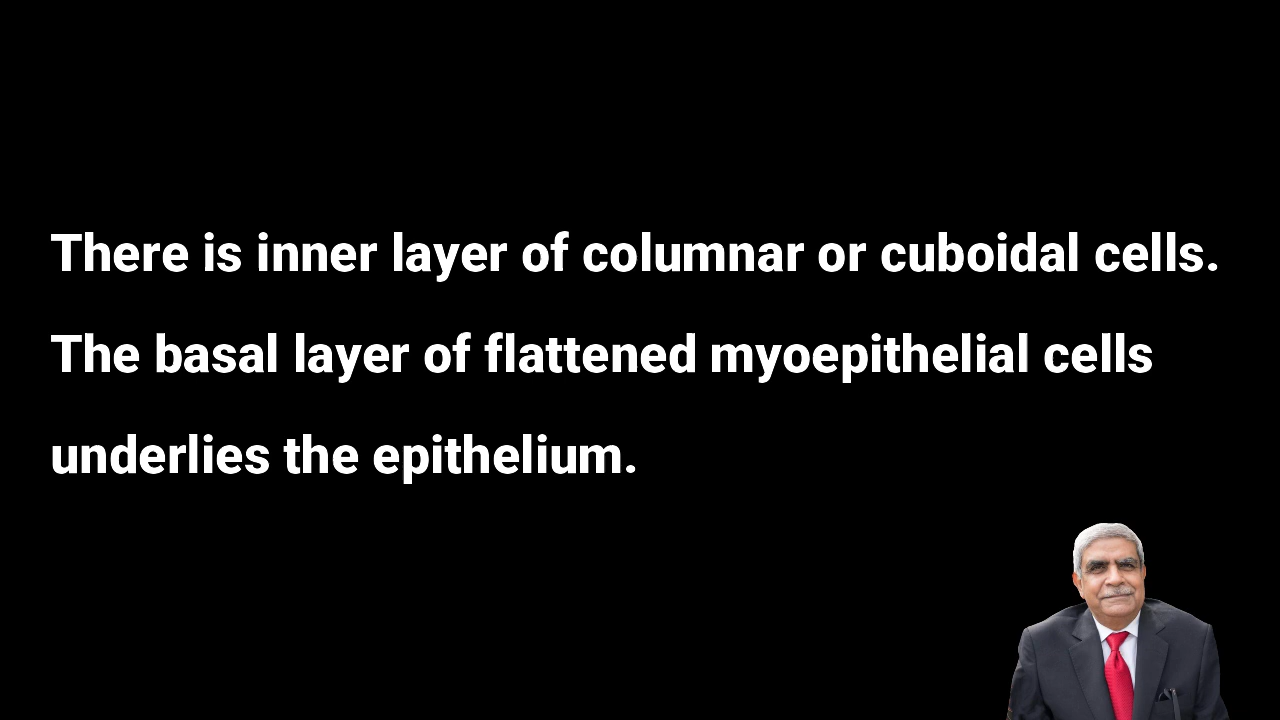 There is inner layer of columnar or cuboidal cells.
The basal layer of flattened myoepithelial cells
underlies the epithelium.